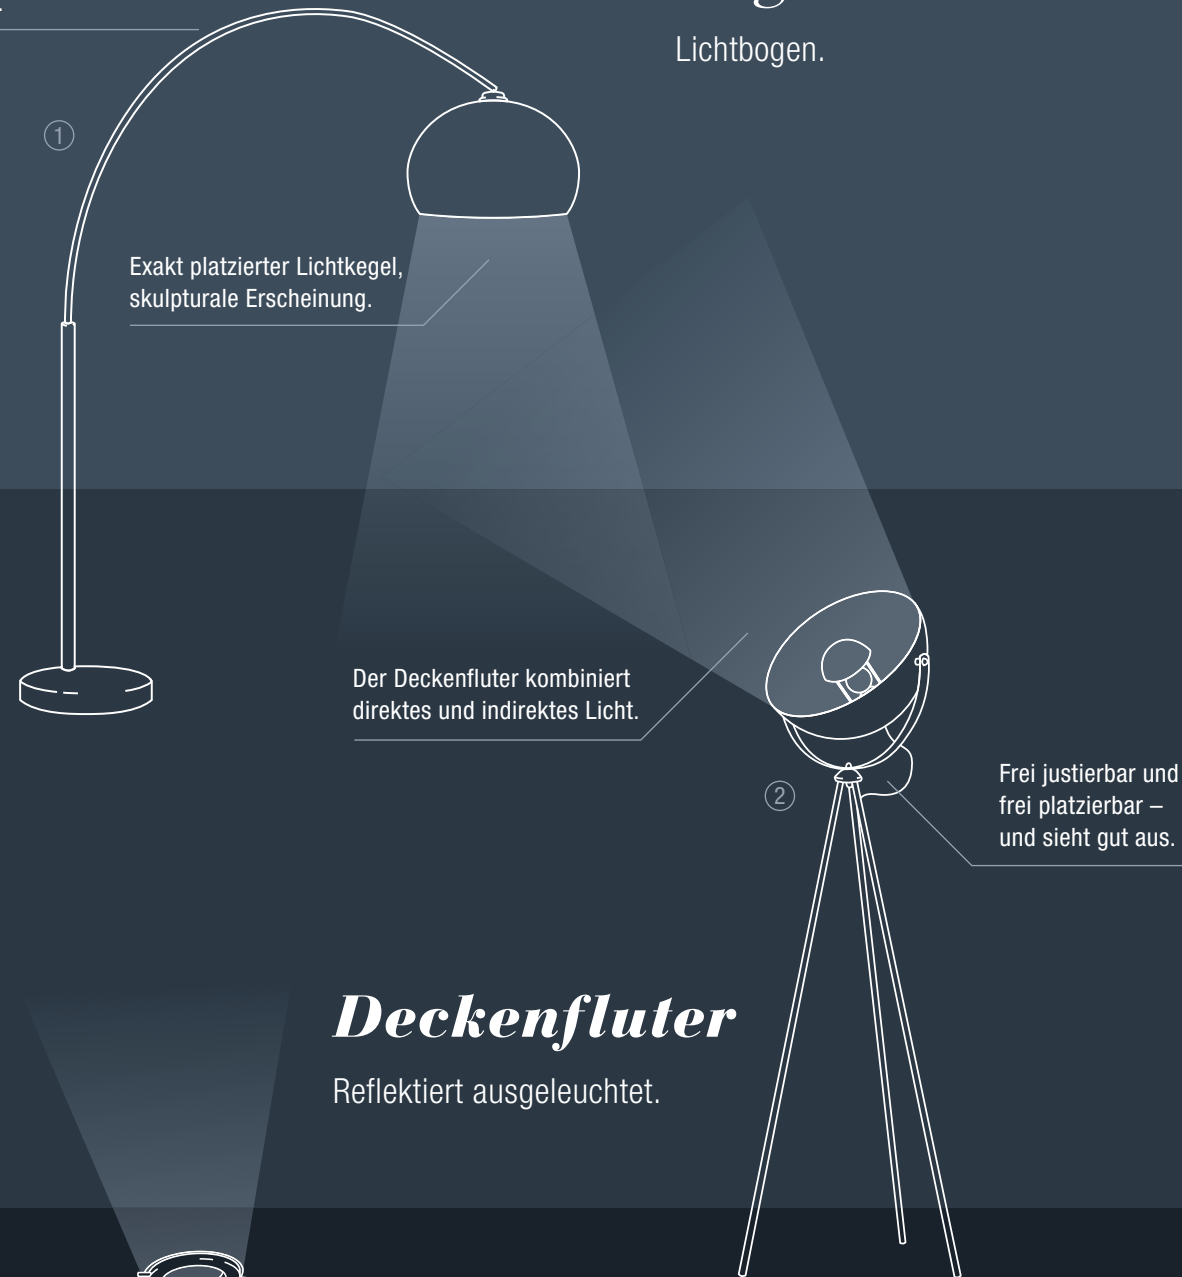 Lichtbogen.
1
Exakt platzierter Lichtkegel,
skulpturale Erscheinung.
Der Deckenfluter kombiniert
direktes und indirektes Licht.
2
Frei justierbar und
frei platzierbar –
und sieht gut aus.
Deckenfluter
Reflektiert ausgeleuchtet.